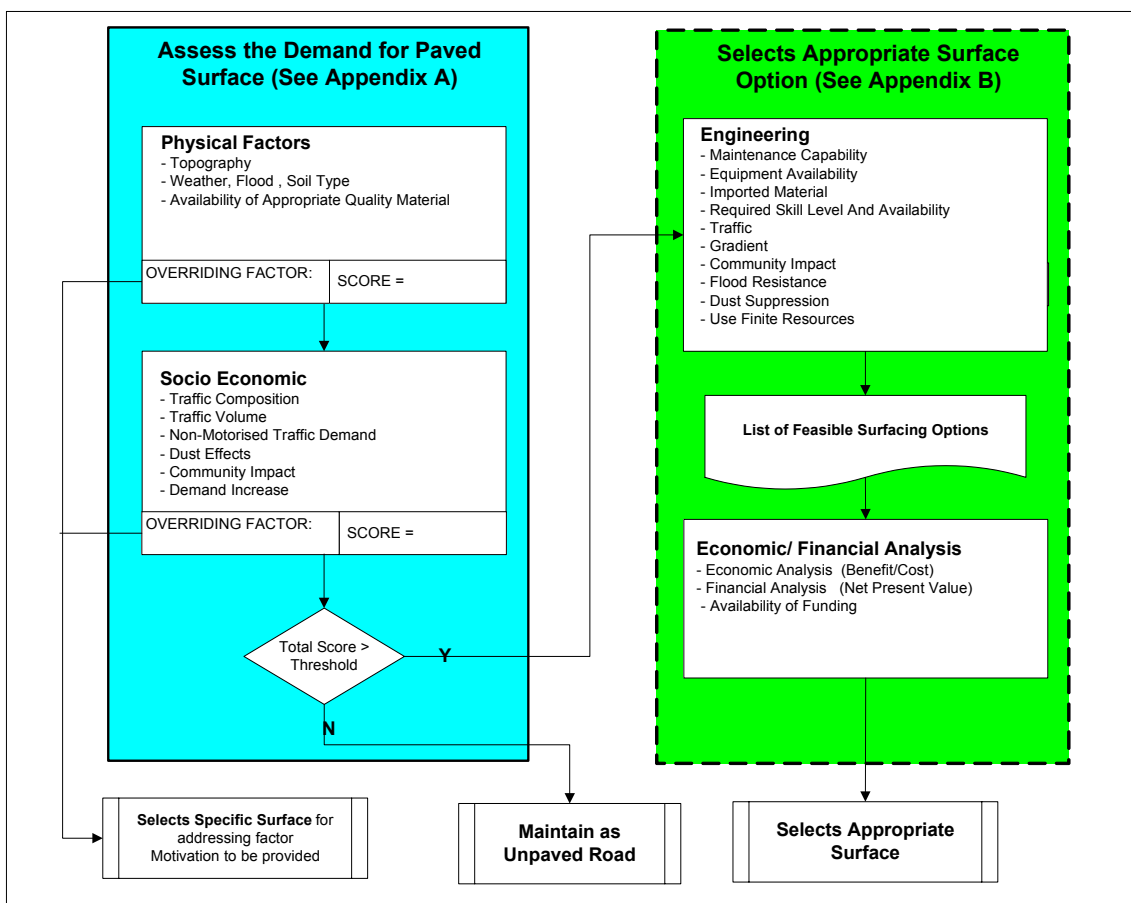 Assess the Demand for Paved
Surface (See Appendix A)
Physical Factors
- Topography
- Weather, Flood , Soil Type
- Availability of Appropriate Quality Material
OVERRIDING FACTOR:
SCORE =
Socio Economic
- Traffic Composition
- Traffic Volume
- Non-Motorised Traffic Demand
- Dust Effects
- Community Impact
- Demand Increase
OVERRIDING FACTOR:
SCORE =
Total Score >
Threshold
Y
N
Selects Specific Surface for
addressing factor
Motivation to be provided
Maintain as
Unpaved Road
Selects Appropriate Surface
Option (See Appendix B)
Engineering
- Maintenance Capability
- Equipment Availability
- Imported Material
- Required Skill Level And Availability
- Traffic
- Gradient
- Community Impact
- Flood Resistance
- Dust Suppression
- Use Finite Resources
List of Feasible Surfacing Options
Economic/ Financial Analysis
- Economic Analysis (Benefit/Cost)
- Financial Analysis (Net Present Value)
- Availability of Funding
Selects Appropriate
Surface